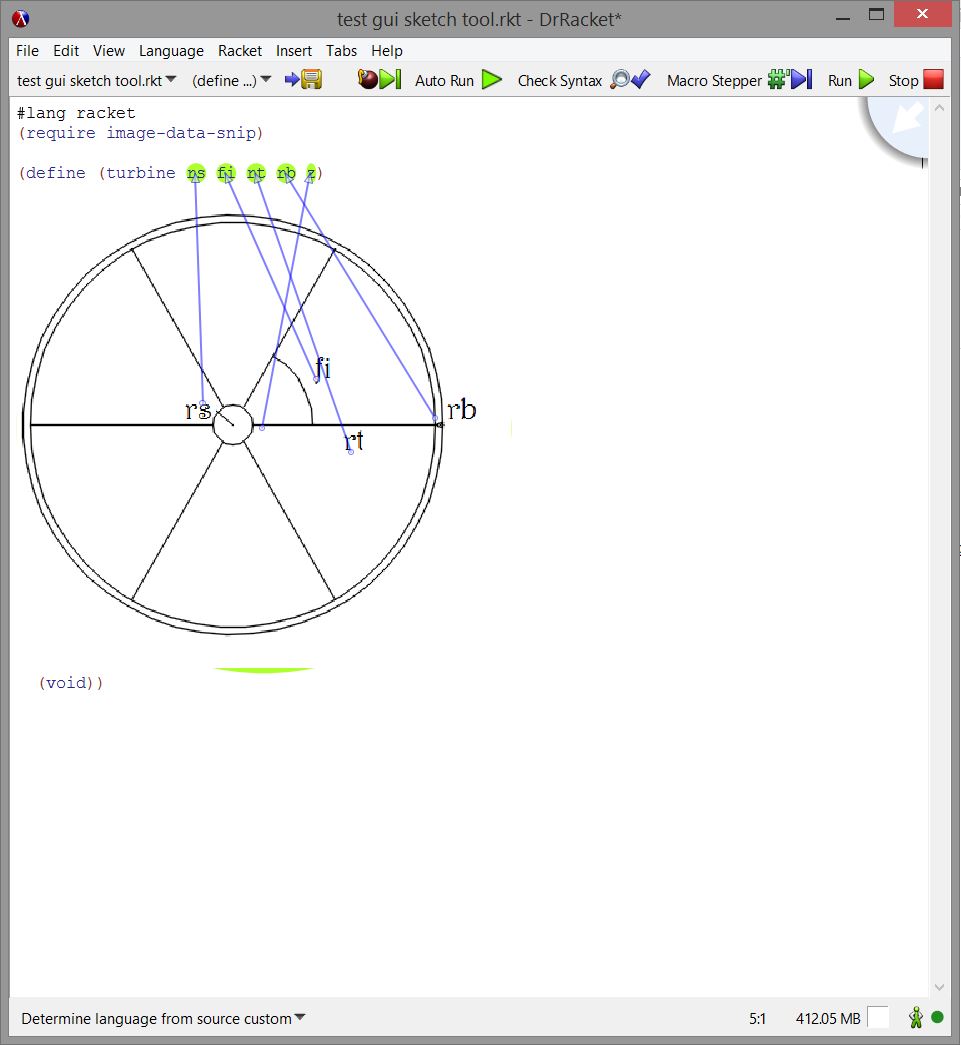 test gui sketch tool.rkt - DrRacket*
File Edit View Language Racket Insert Tabs Help
test gui sketch tool.rkt (define ...) Auto Run Check Syntax Macro Stepper #' Run Stop
#lang racket
(require image-data-snip)
(define (turbine rs fi rt rb z)
fi
rs rb
rt
(void))
Determine language from source custom 5:1 412.05 MB